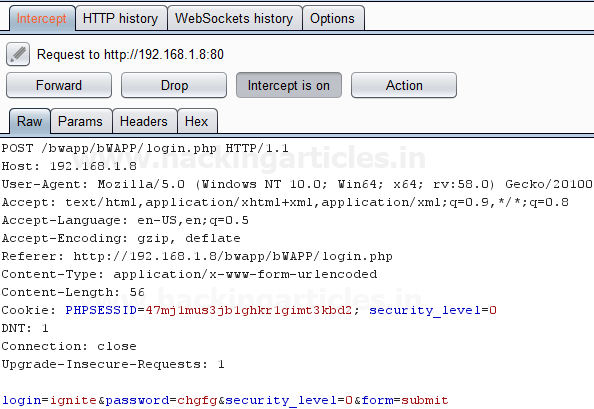 Intercept HTTP history WebSockets history Options
Request to http://192.168.1.8:80
Forward Drop Intercept is on Action
Raw Params Headers Hex
www.hackingarticles.in
POST /bwapp/bWAPP/login.php HTTP/1.1
Host: 192.168.1.8
User-Agent: Mozilla/5.0 (Windows NT 10.0; Win64; x64; rv:58.0) Gecko/20100
Accept: text/html,application/xhtml+xml,application/xml;q=0.9,*/*;q=0.8
Accept-Language: en-US,en;q=0.5
Accept-Encoding: gzip, deflate
Referer: http://192.168.1.8/bwapp/bWAPP/login.php
Content-Type: application/x-www-form-urlencoded
Content-Length: 56
Cookie: PHPSESSID=47mj1mus3jb1ghkr1gimt3kbd2; security_level=0
DNT: 1
Connection: close
Upgrade-Insecure-Requests: 1
login=ignite&password=chgfg&security_level=0&form=submit